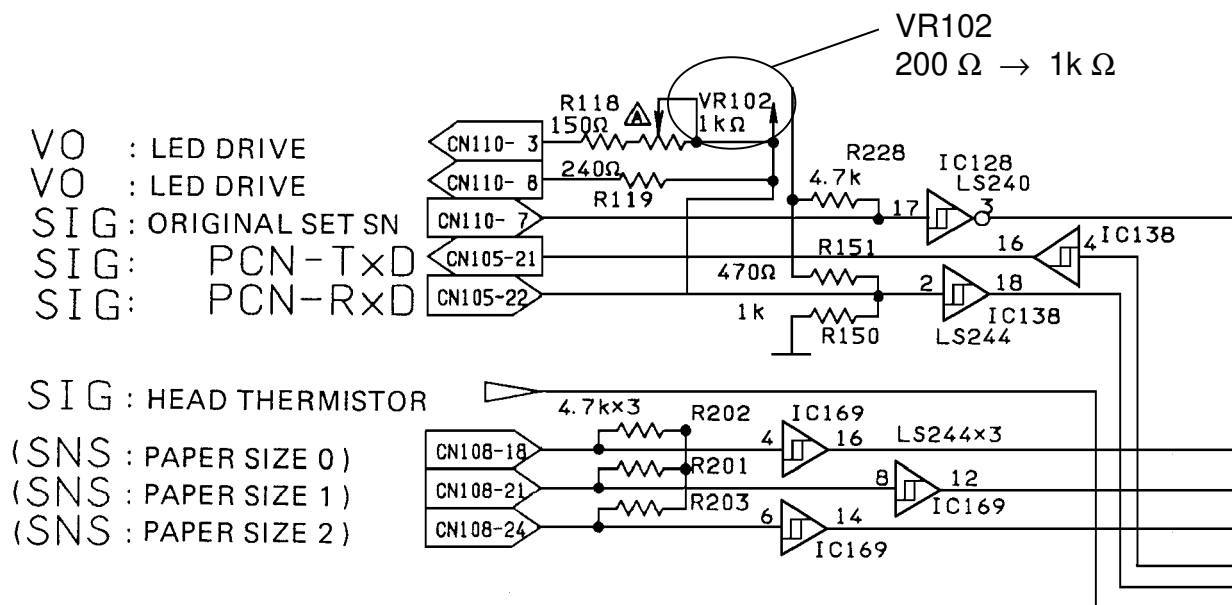 VR102
200 Ω → 1k Ω
R118 VR102
150Ω A 1kΩ
VO : LED DRIVE CN110- 3
VO : LED DRIVE CN110- 8 240Ω R119
R228 4.7k
IC128
LS240
SIG: ORIGINAL SET SN CN110- 7 17 3
SIG: PCN-TxD CN105-21 16 4 IC138
R151
470Ω
SIG: PCN-RxD CN105-22 2 18
1k R150 IC138
LS244
SIG : HEAD THERMISTOR
4.7k×3 R202 IC169
(SNS : PAPER SIZE 0) CN108-18 4 16 LS244×3
R201
(SNS : PAPER SIZE 1) CN108-21 8 12
R203 IC169
(SNS : PAPER SIZE 2) CN108-24 6 14
IC169